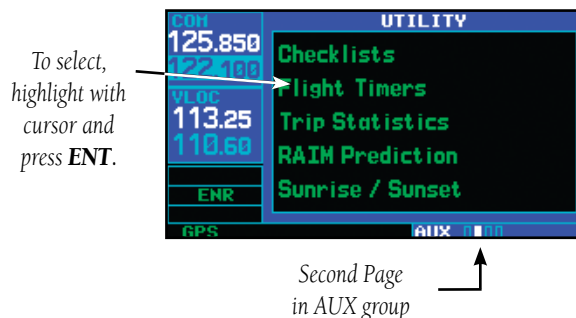 COM
125.850
122.100
VLOC
113.25
110.60
ENR
GPS
UTILITY
Checklists
Flight Timers
Trip Statistics
RAIM Prediction
Sunrise / Sunset
AUX
To select,
highlight with
cursor and
press ENT.
Second Page
in AUX group